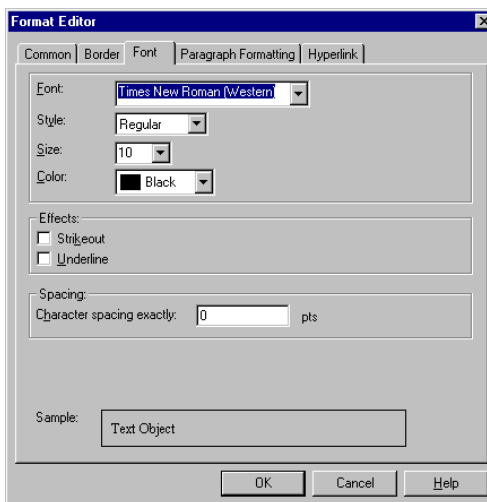 Format Editor
Common Border Font Paragraph Formatting Hyperlink
Font: Times New Roman (Western)
Style: Regular
Size: 10
Color: Black
Effects:
Strikeout
Underline
Spacing:
Character spacing exactly: 0 pts
Sample: Text Object
OK Cancel Help